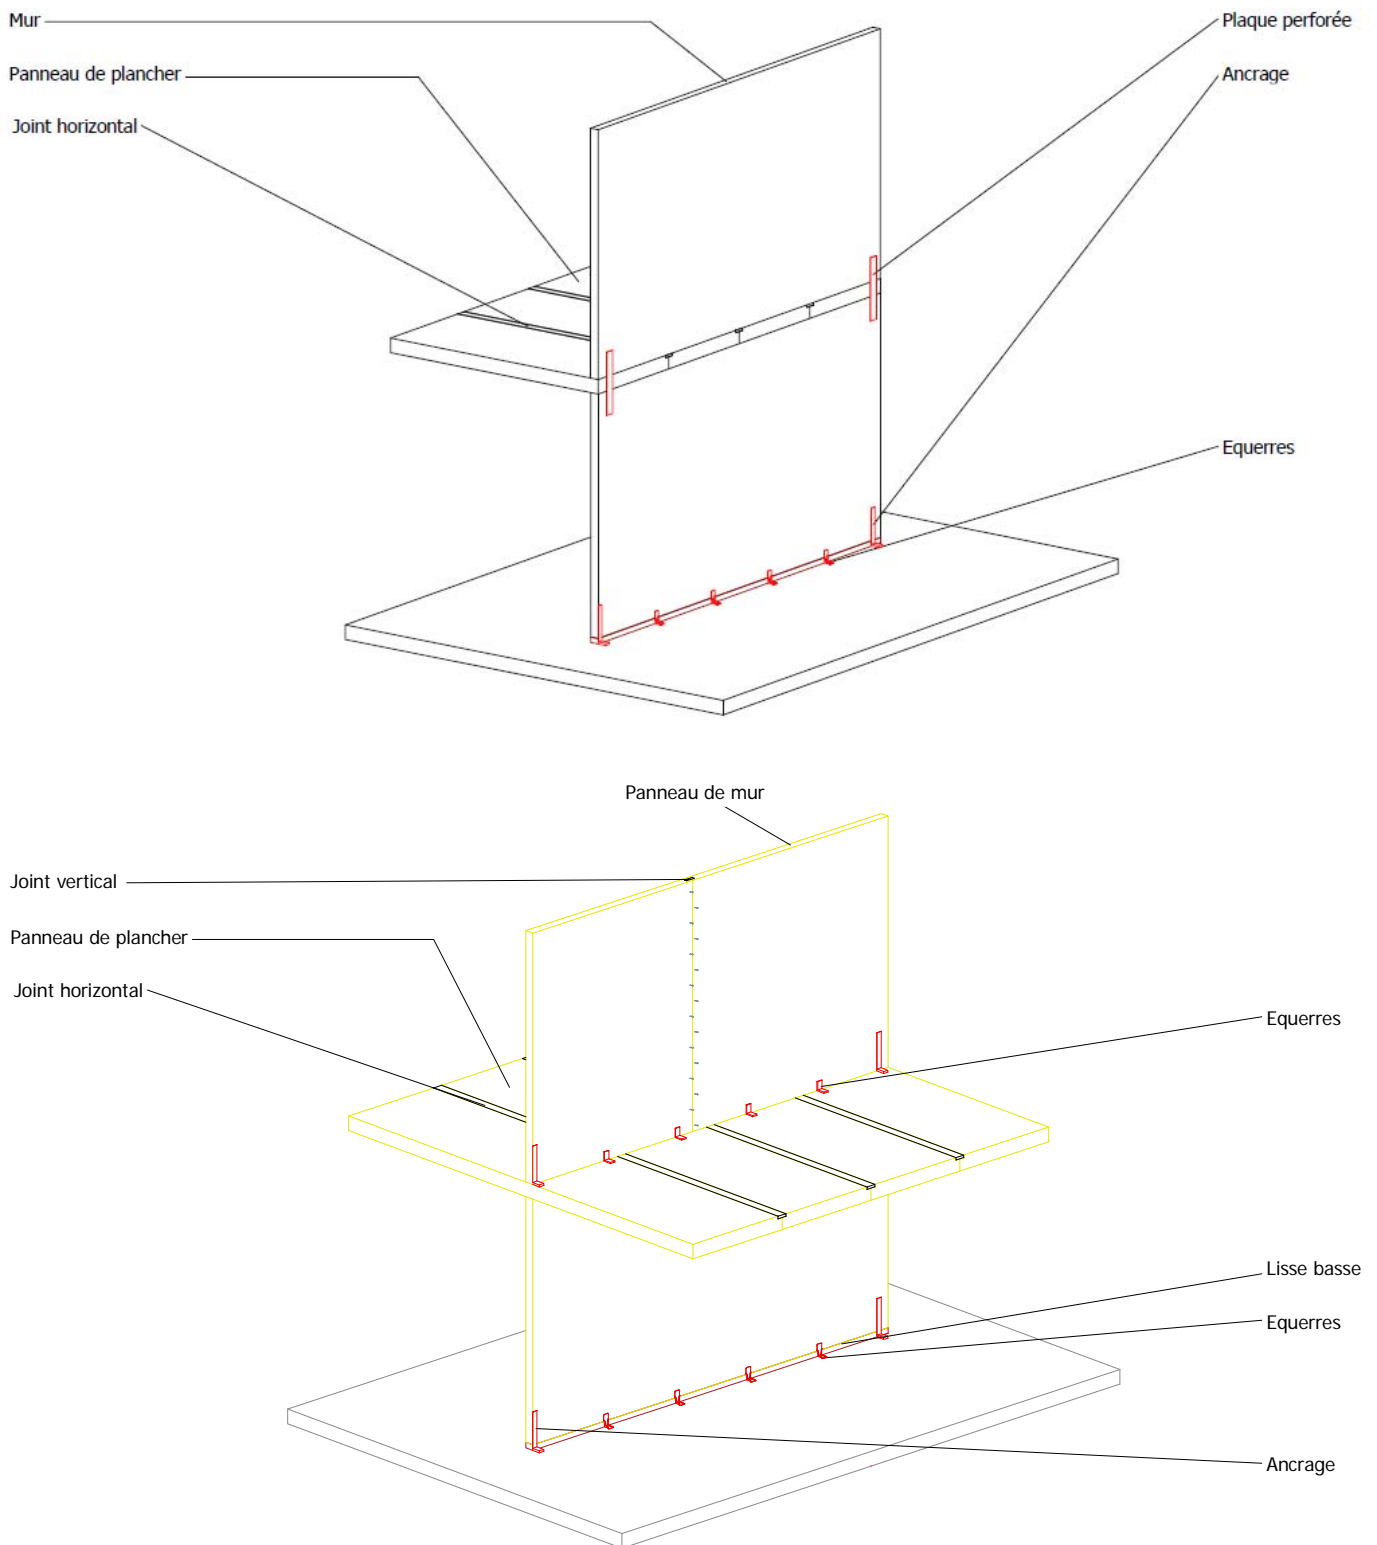 Mur
Plaque perforée
Panneau de plancher
Ancrage
Joint horizontal
Equerres
Panneau de mur
Joint vertical
Panneau de plancher
Joint horizontal
Equerres
Lisse basse
Equerres
Ancrage